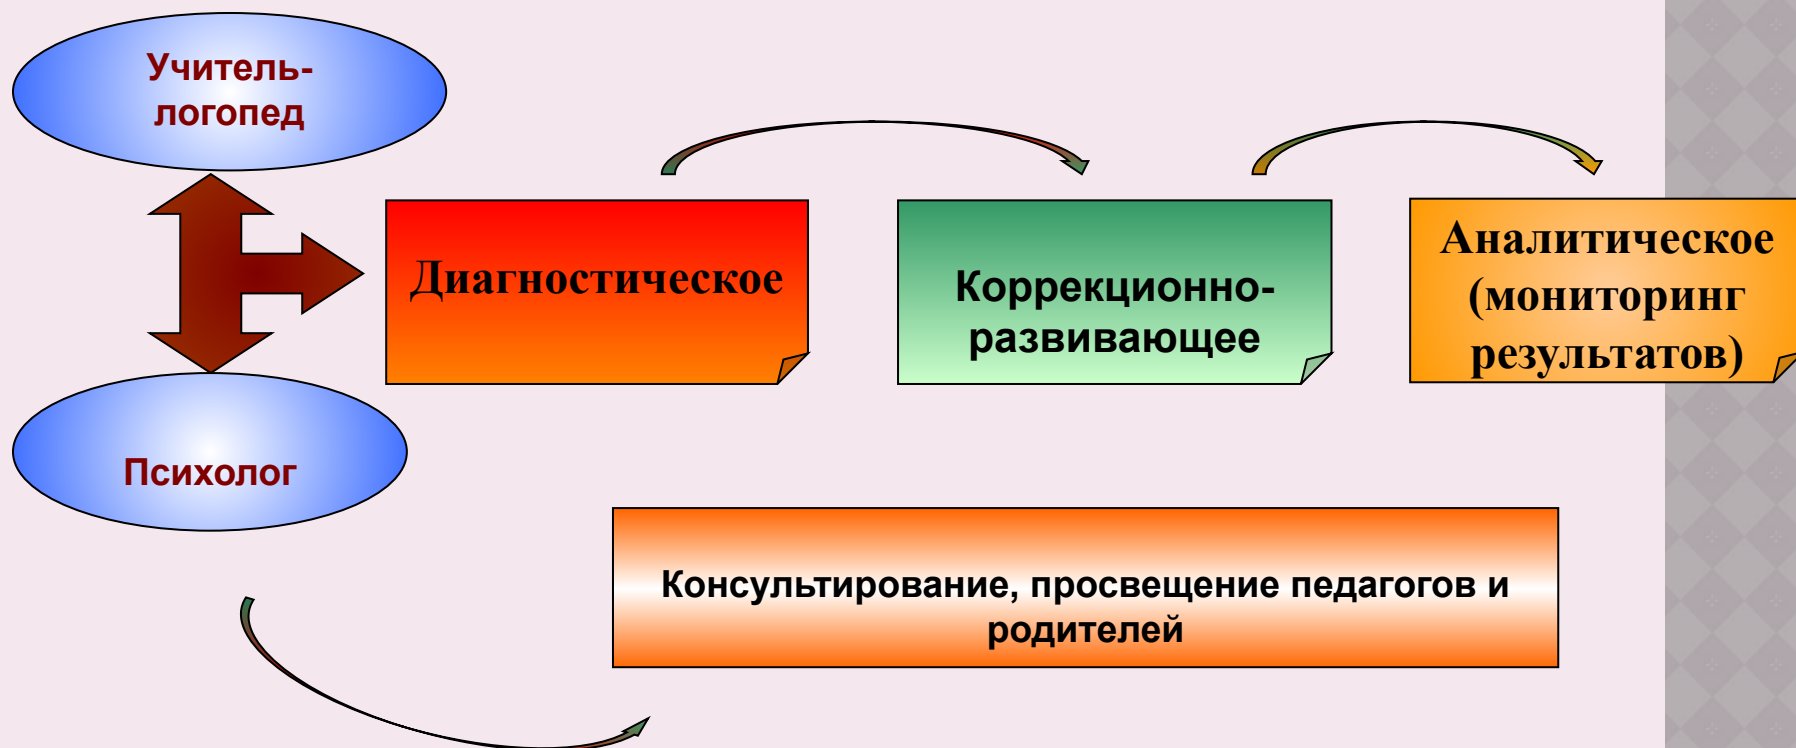 Учитель-
логопед
Диагностическое
Коррекционно-
развивающее
Аналитическое
(мониторинг
результатов)
Психолог
Консультирование, просвещение педагогов и
родителей